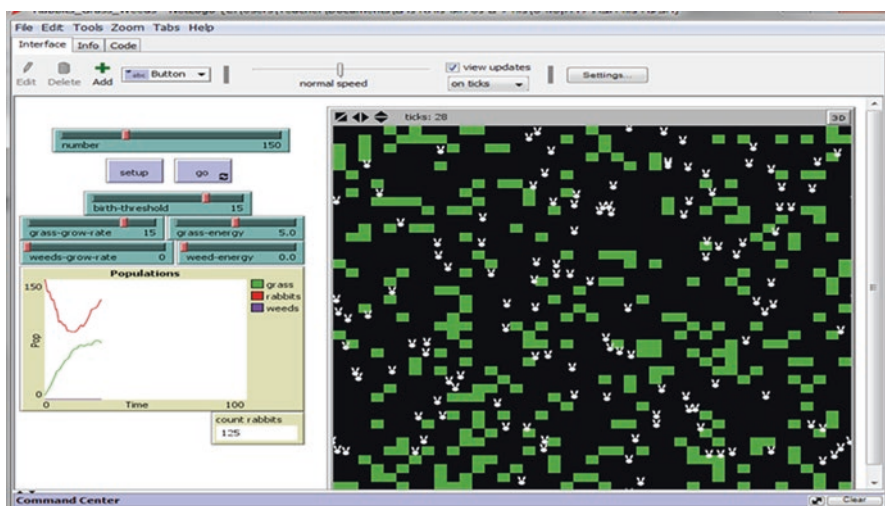 File Edit Tools Zoom Tabs Help
Interface Info Code
Edit Delete Add abc Button normal speed view updates on ticks Settings...
ticks: 28 3D
number 150
setup go
birth-threshold 15
grass-grow-rate 15 grass-energy 5.0
weeds-grow-rate 0 weed-energy 0.0
Populations
150
Pop
0
0 Time 100
grass
rabbits
weeds
count rabbits
125
Command Center Clear